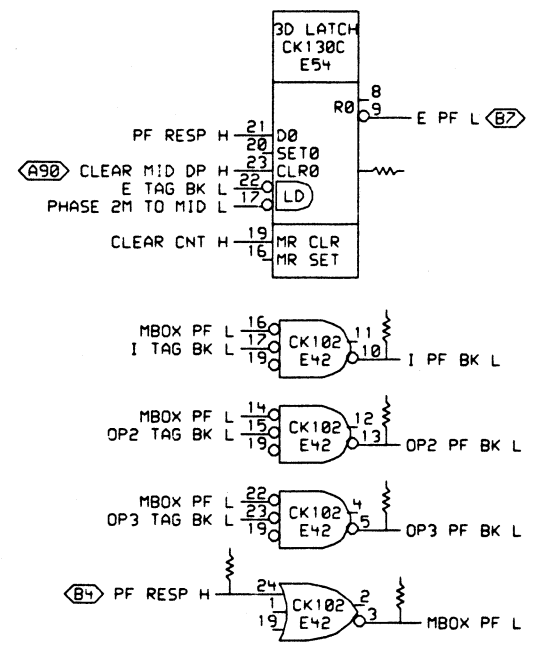 3D LATCH
CK130C
E54
8
R0
9
E PF L B7
PF RESP H 21 D0
20 SET0
A90 CLEAR MID DP H 23 CLR0
E TAG BK L 22
LD
PHASE 2M TO MID L 17
CLEAR CNT H 19 MR CLR
16 MR SET
MBOX PF L 16
I TAG BK L 17
19
CK102
E42
11
10
I PF BK L
MBOX PF L 14
OP2 TAG BK L 15
19
CK102
E42
12
13
OP2 PF BK L
MBOX PF L 22
OP3 TAG BK L 23
19
CK102
E42
4
5
OP3 PF BK L
B4 PF RESP H 24
1
19
CK102
E42
2
3
MBOX PF L